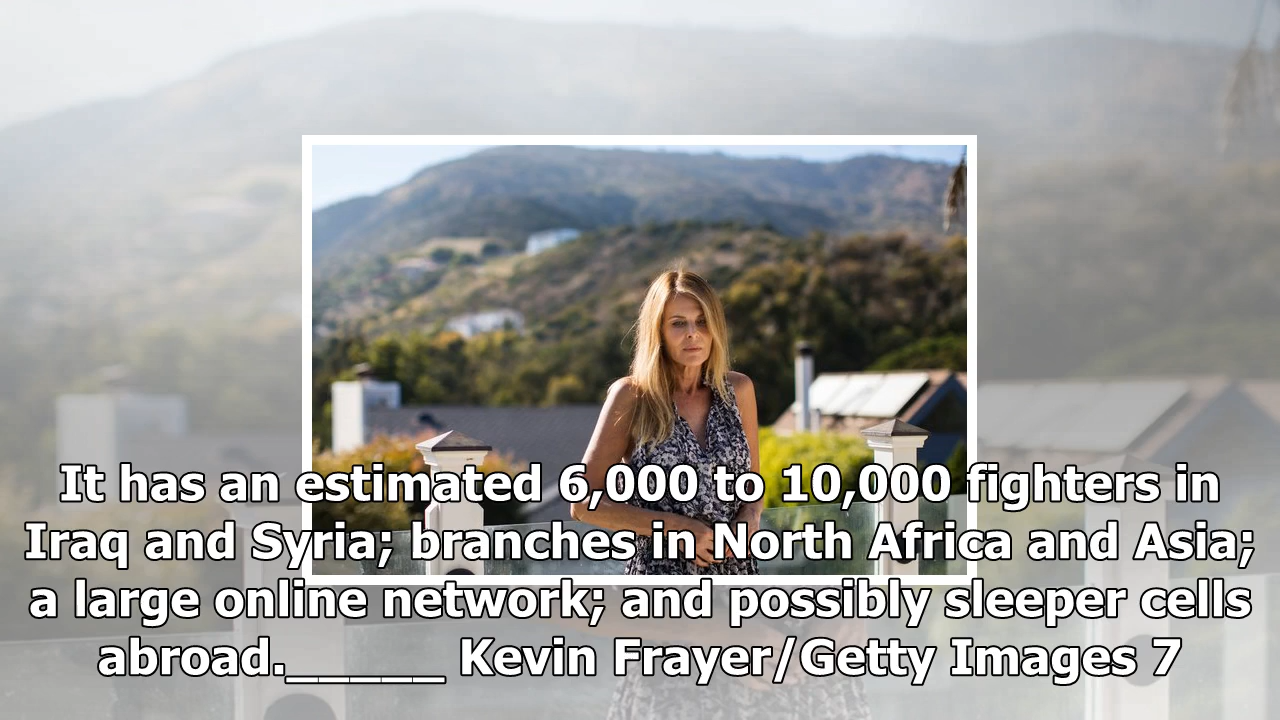 It has an estimated 6,000 to 10,000 fighters in
Iraq and Syria; branches in North Africa and Asia;
a large online network; and possibly sleeper cells
abroad._____ Kevin Frayer/Getty Images 7